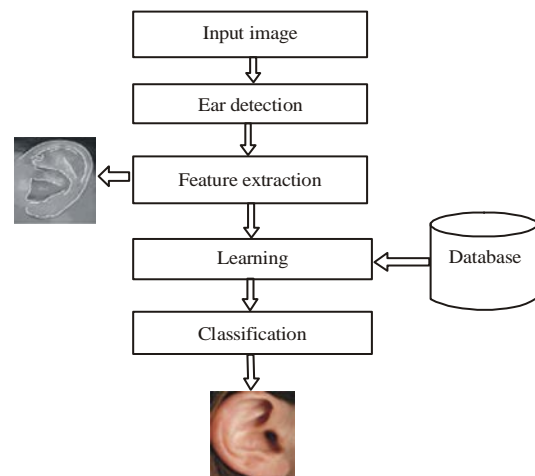 Input image
Ear detection
Feature extraction
Learning
Database
Classification